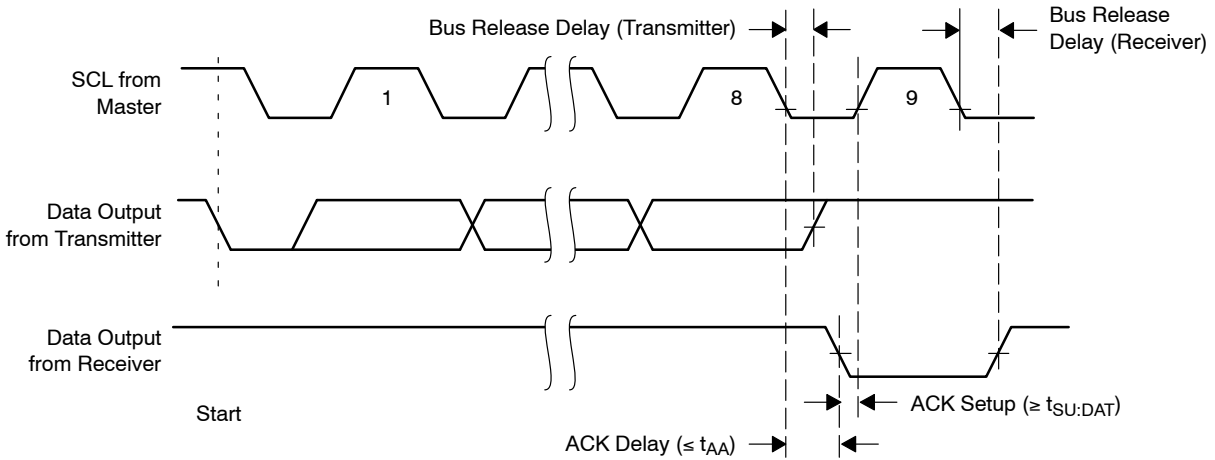 Bus Release Delay (Transmitter)
Bus Release
Delay (Receiver)
SCL from
Master
1
8
9
Data Output
from Transmitter
Data Output
from Receiver
Start
ACK Setup (≥ tSU:DAT)
ACK Delay (≤ tAA)